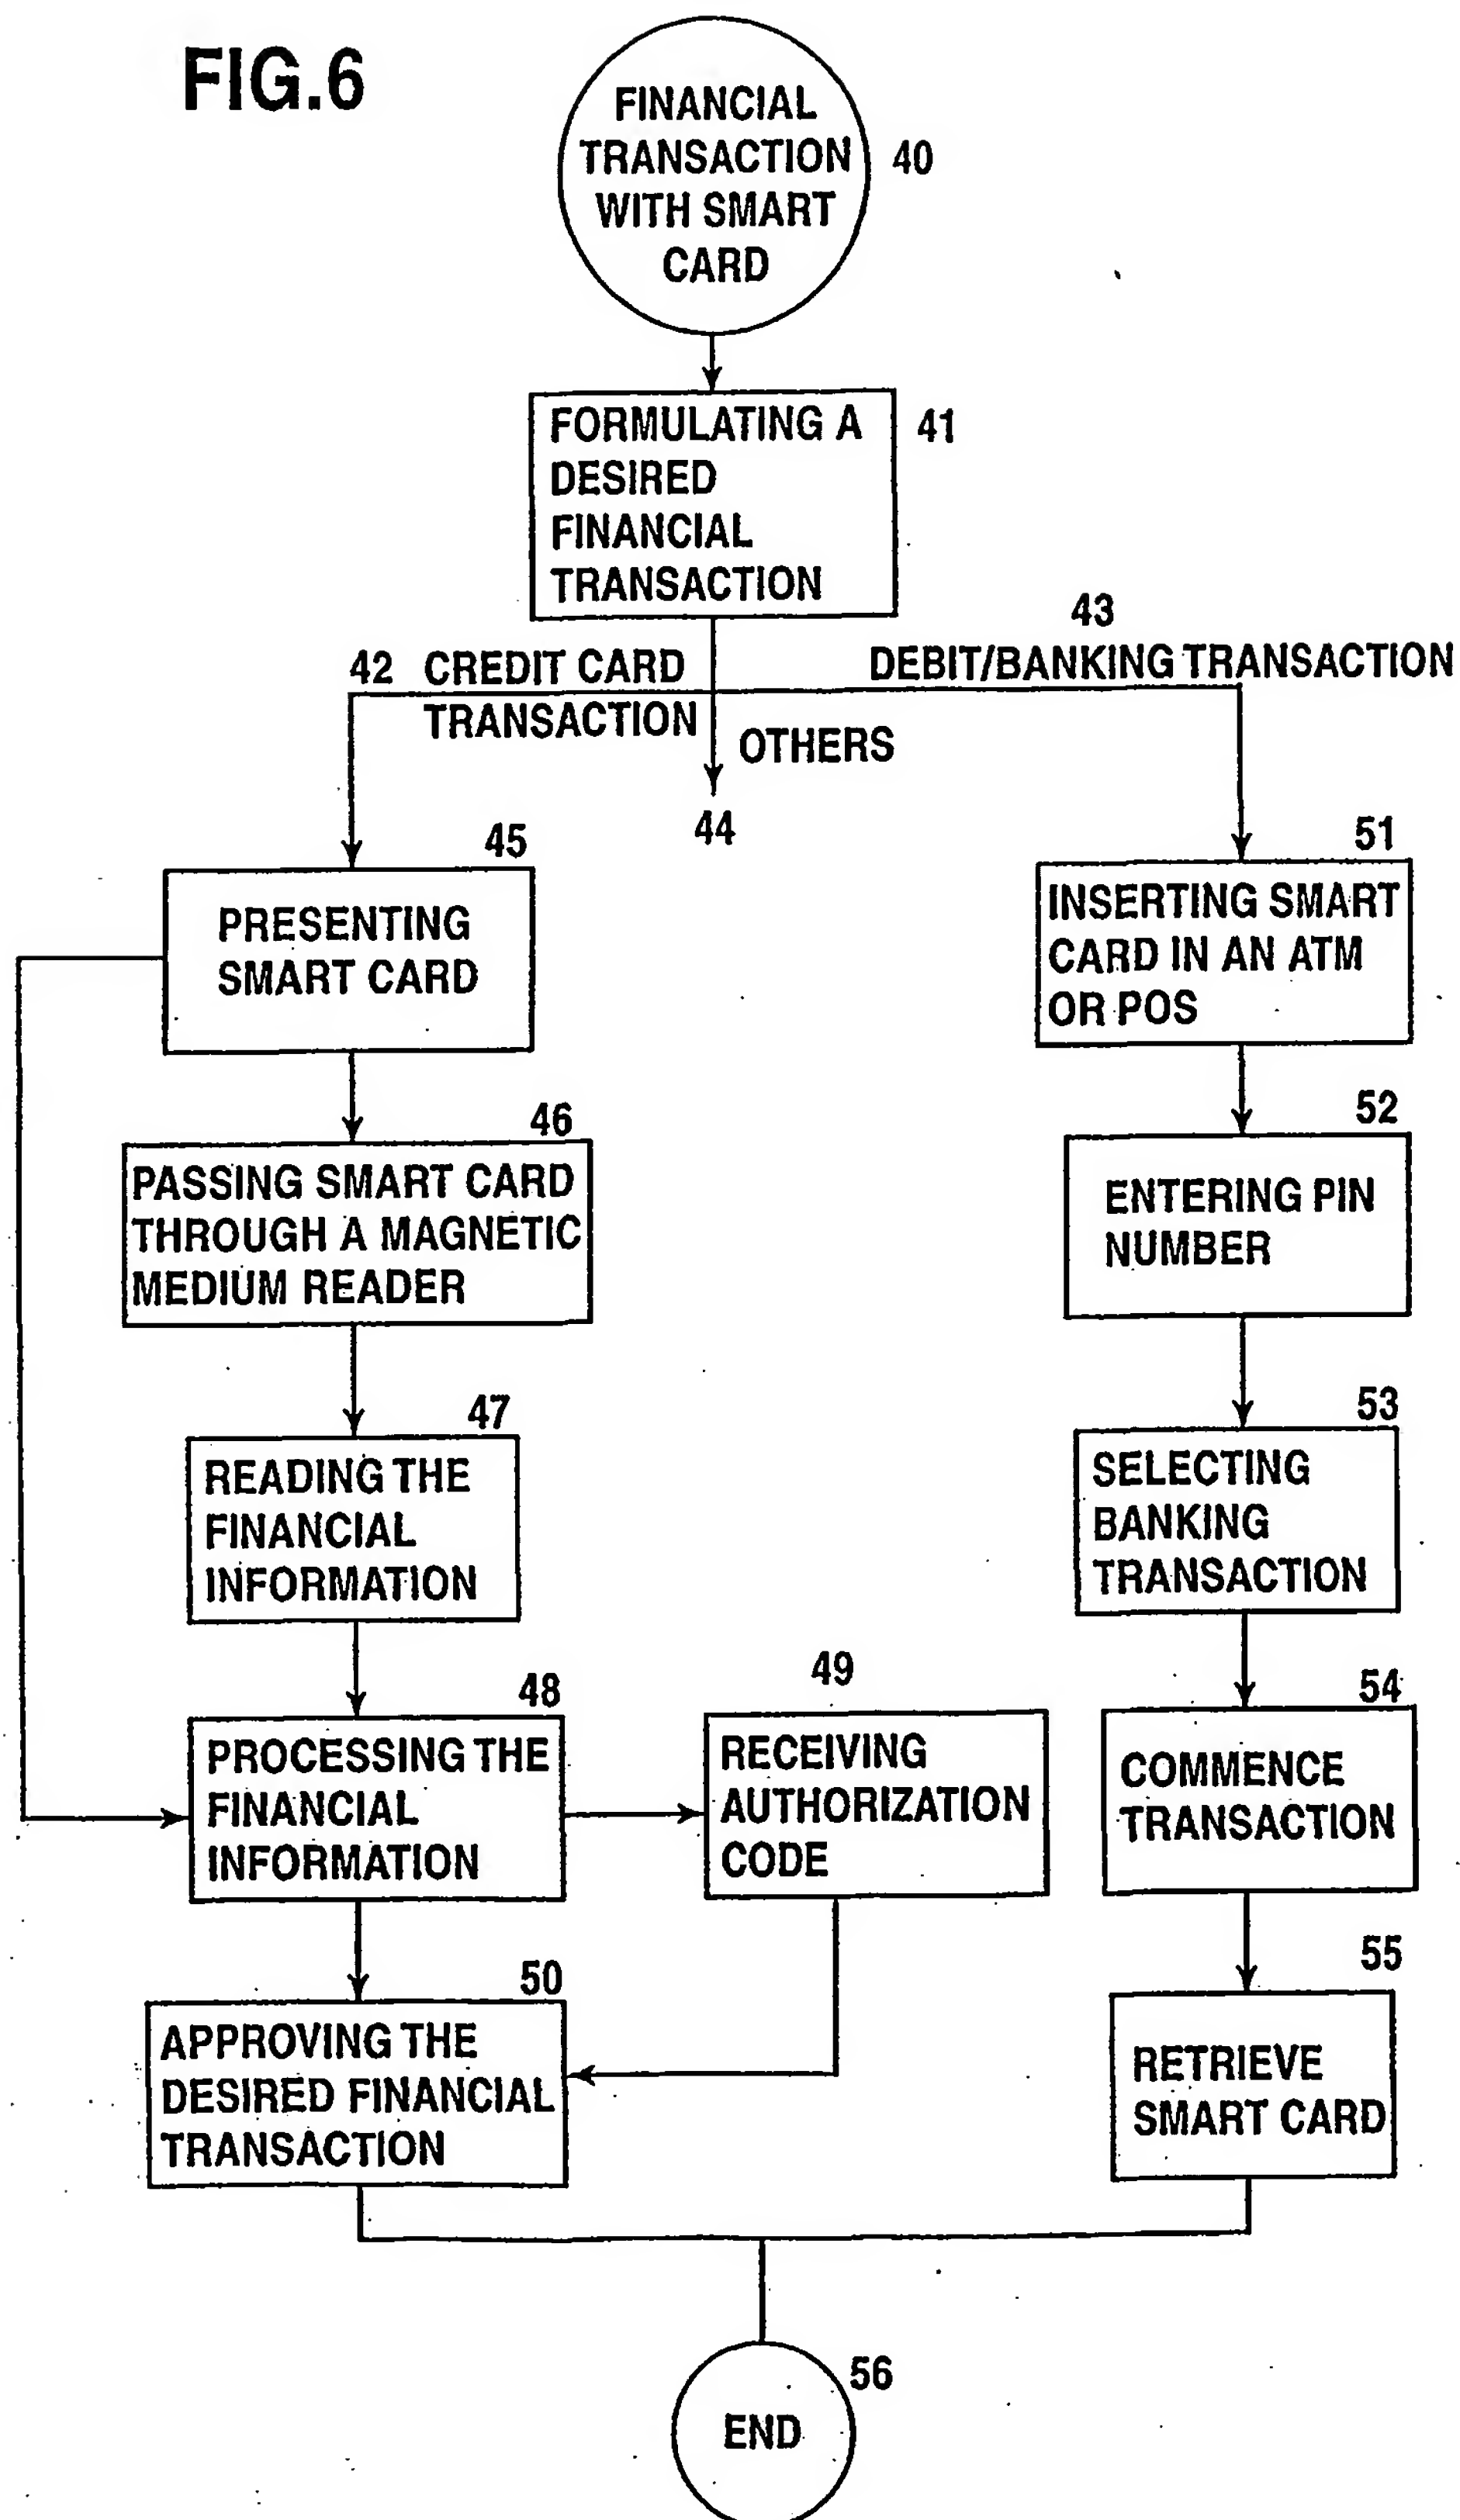 FIG.6
FINANCIAL
TRANSACTION
WITH SMART
CARD
40
FORMULATING A
DESIRED
FINANCIAL
TRANSACTION
41
42 CREDIT CARD
TRANSACTION
43
DEBIT/BANKING TRANSACTION
OTHERS
44
45
PRESENTING
SMART CARD
46
PASSING SMART CARD
THROUGH A MAGNETIC
MEDIUM READER
47
READING THE
FINANCIAL
INFORMATION
48
PROCESSING THE
FINANCIAL
INFORMATION
49
RECEIVING
AUTHORIZATION
CODE
50
APPROVING THE
DESIRED FINANCIAL
TRANSACTION
51
INSERTING SMART
CARD IN AN ATM
OR POS
52
ENTERING PIN
NUMBER
53
SELECTING
BANKING
TRANSACTION
54
COMMENCE
TRANSACTION
55
RETRIEVE
SMART CARD
56
END